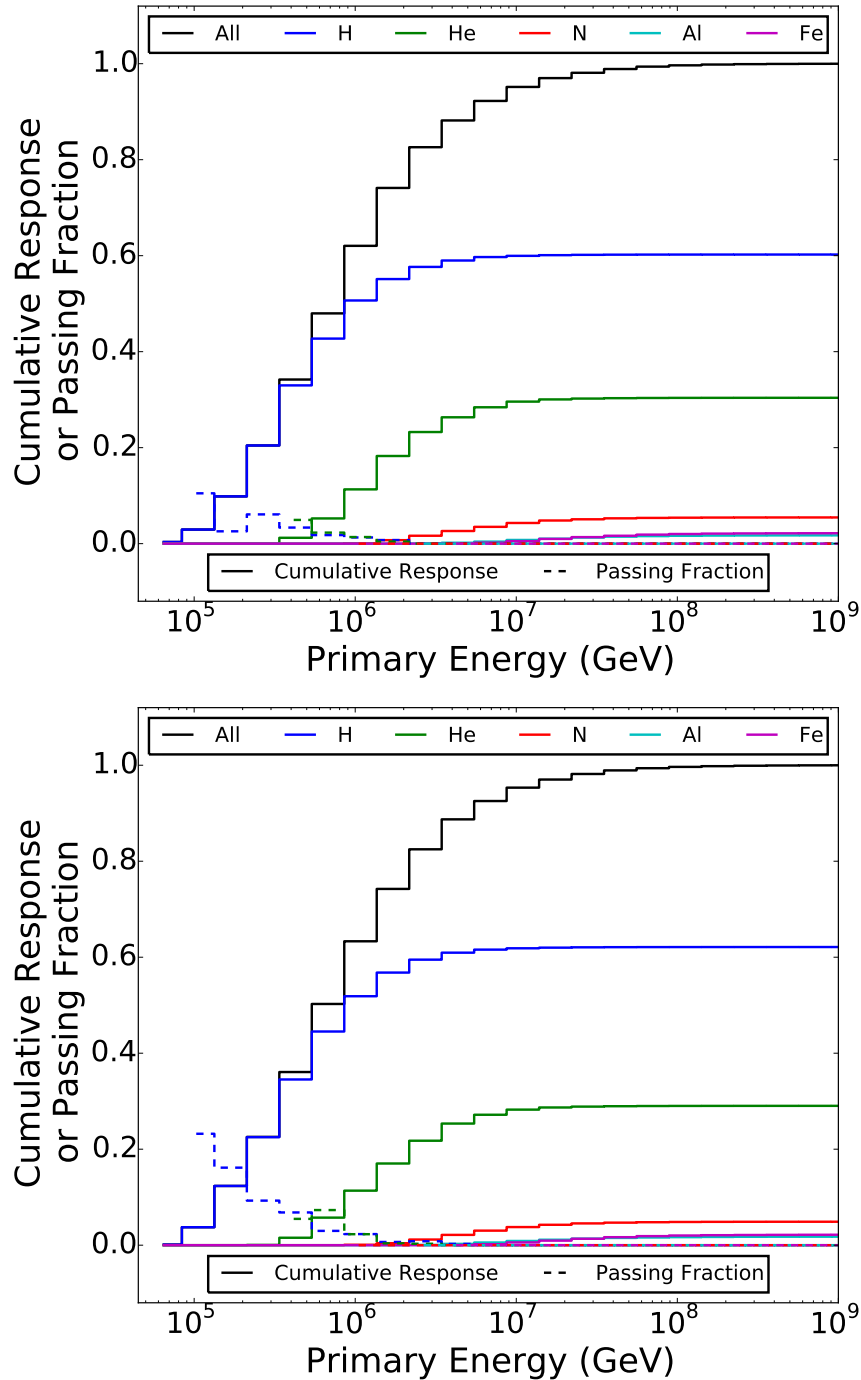 All H He N Al Fe
1.0
0.8
0.6
0.4
0.2
0.0
Cumulative Response
or Passing Fraction
Cumulative Response Passing Fraction
10^5 10^6 10^7 10^8 10^9
Primary Energy (GeV)
All H He N Al Fe
1.0
0.8
0.6
0.4
0.2
0.0
Cumulative Response
or Passing Fraction
Cumulative Response Passing Fraction
10^5 10^6 10^7 10^8 10^9
Primary Energy (GeV)